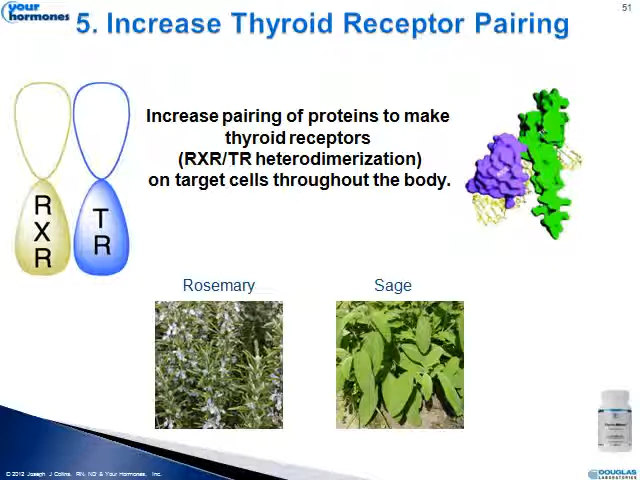 your
hormones
51
5. Increase Thyroid Receptor Pairing
Increase pairing of proteins to make
thyroid receptors
(RXR/TR heterodimerization)
on target cells throughout the body.
R
X
R
T
R
Rosemary
Sage
© 2012 Joseph J Collins, RN, ND & Your Hormones, Inc.
DOUGLAS
LABORATORIES